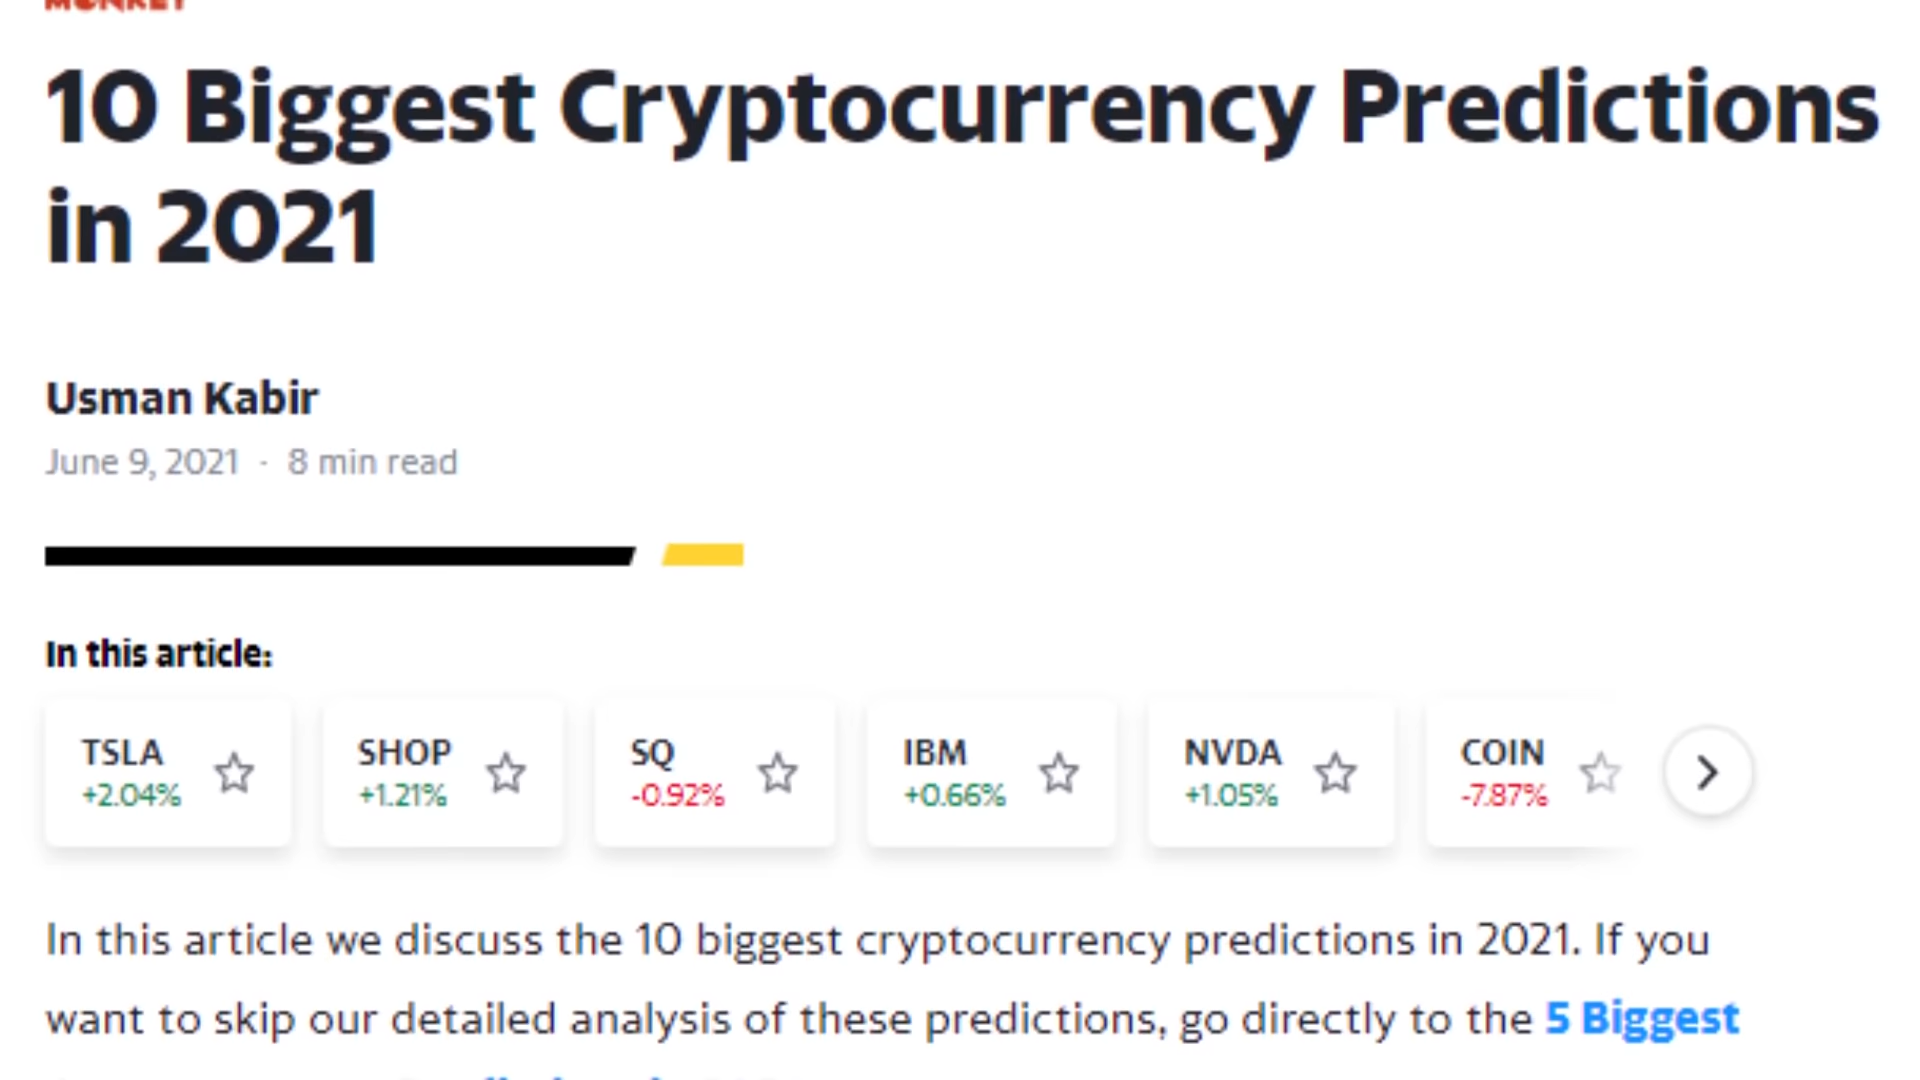 MONKEY
10 Biggest Cryptocurrency Predictions
in 2021
Usman Kabir
June 9, 2021 · 8 min read
In this article:
TSLA SHOP SQ IBM NVDA COIN
+2.04% +1.21% -0.92% +0.66% +1.05% -7.87%
In this article we discuss the 10 biggest cryptocurrency predictions in 2021. If you
want to skip our detailed analysis of these predictions, go directly to the 5 Biggest